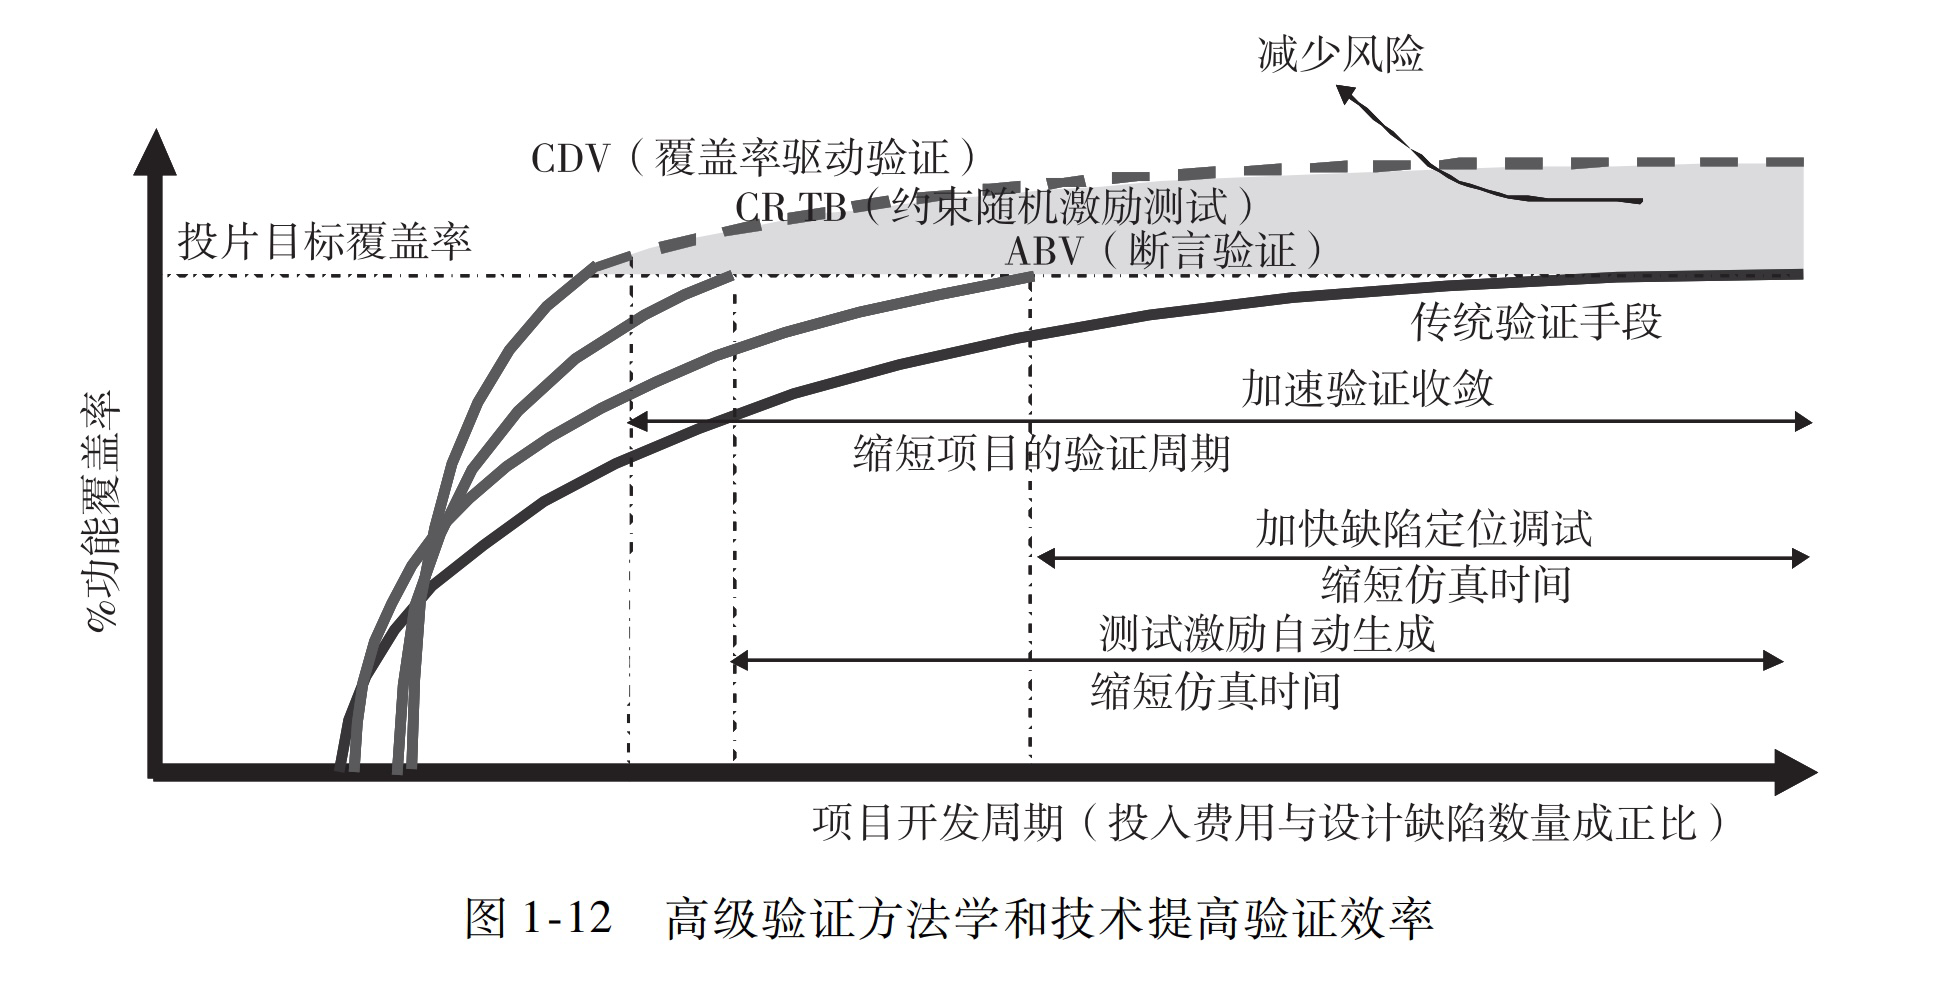 减少风险
CDV（覆盖率驱动验证）
CR TB（约束随机激励测试）
投片目标覆盖率
ABV（断言验证）
传统验证手段
加速验证收敛
缩短项目的验证周期
%功能覆盖率
加快缺陷定位调试
缩短仿真时间
测试激励自动生成
缩短仿真时间
项目开发周期（投入费用与设计缺陷数量成正比）
图 1-12 高级验证方法学和技术提高验证效率